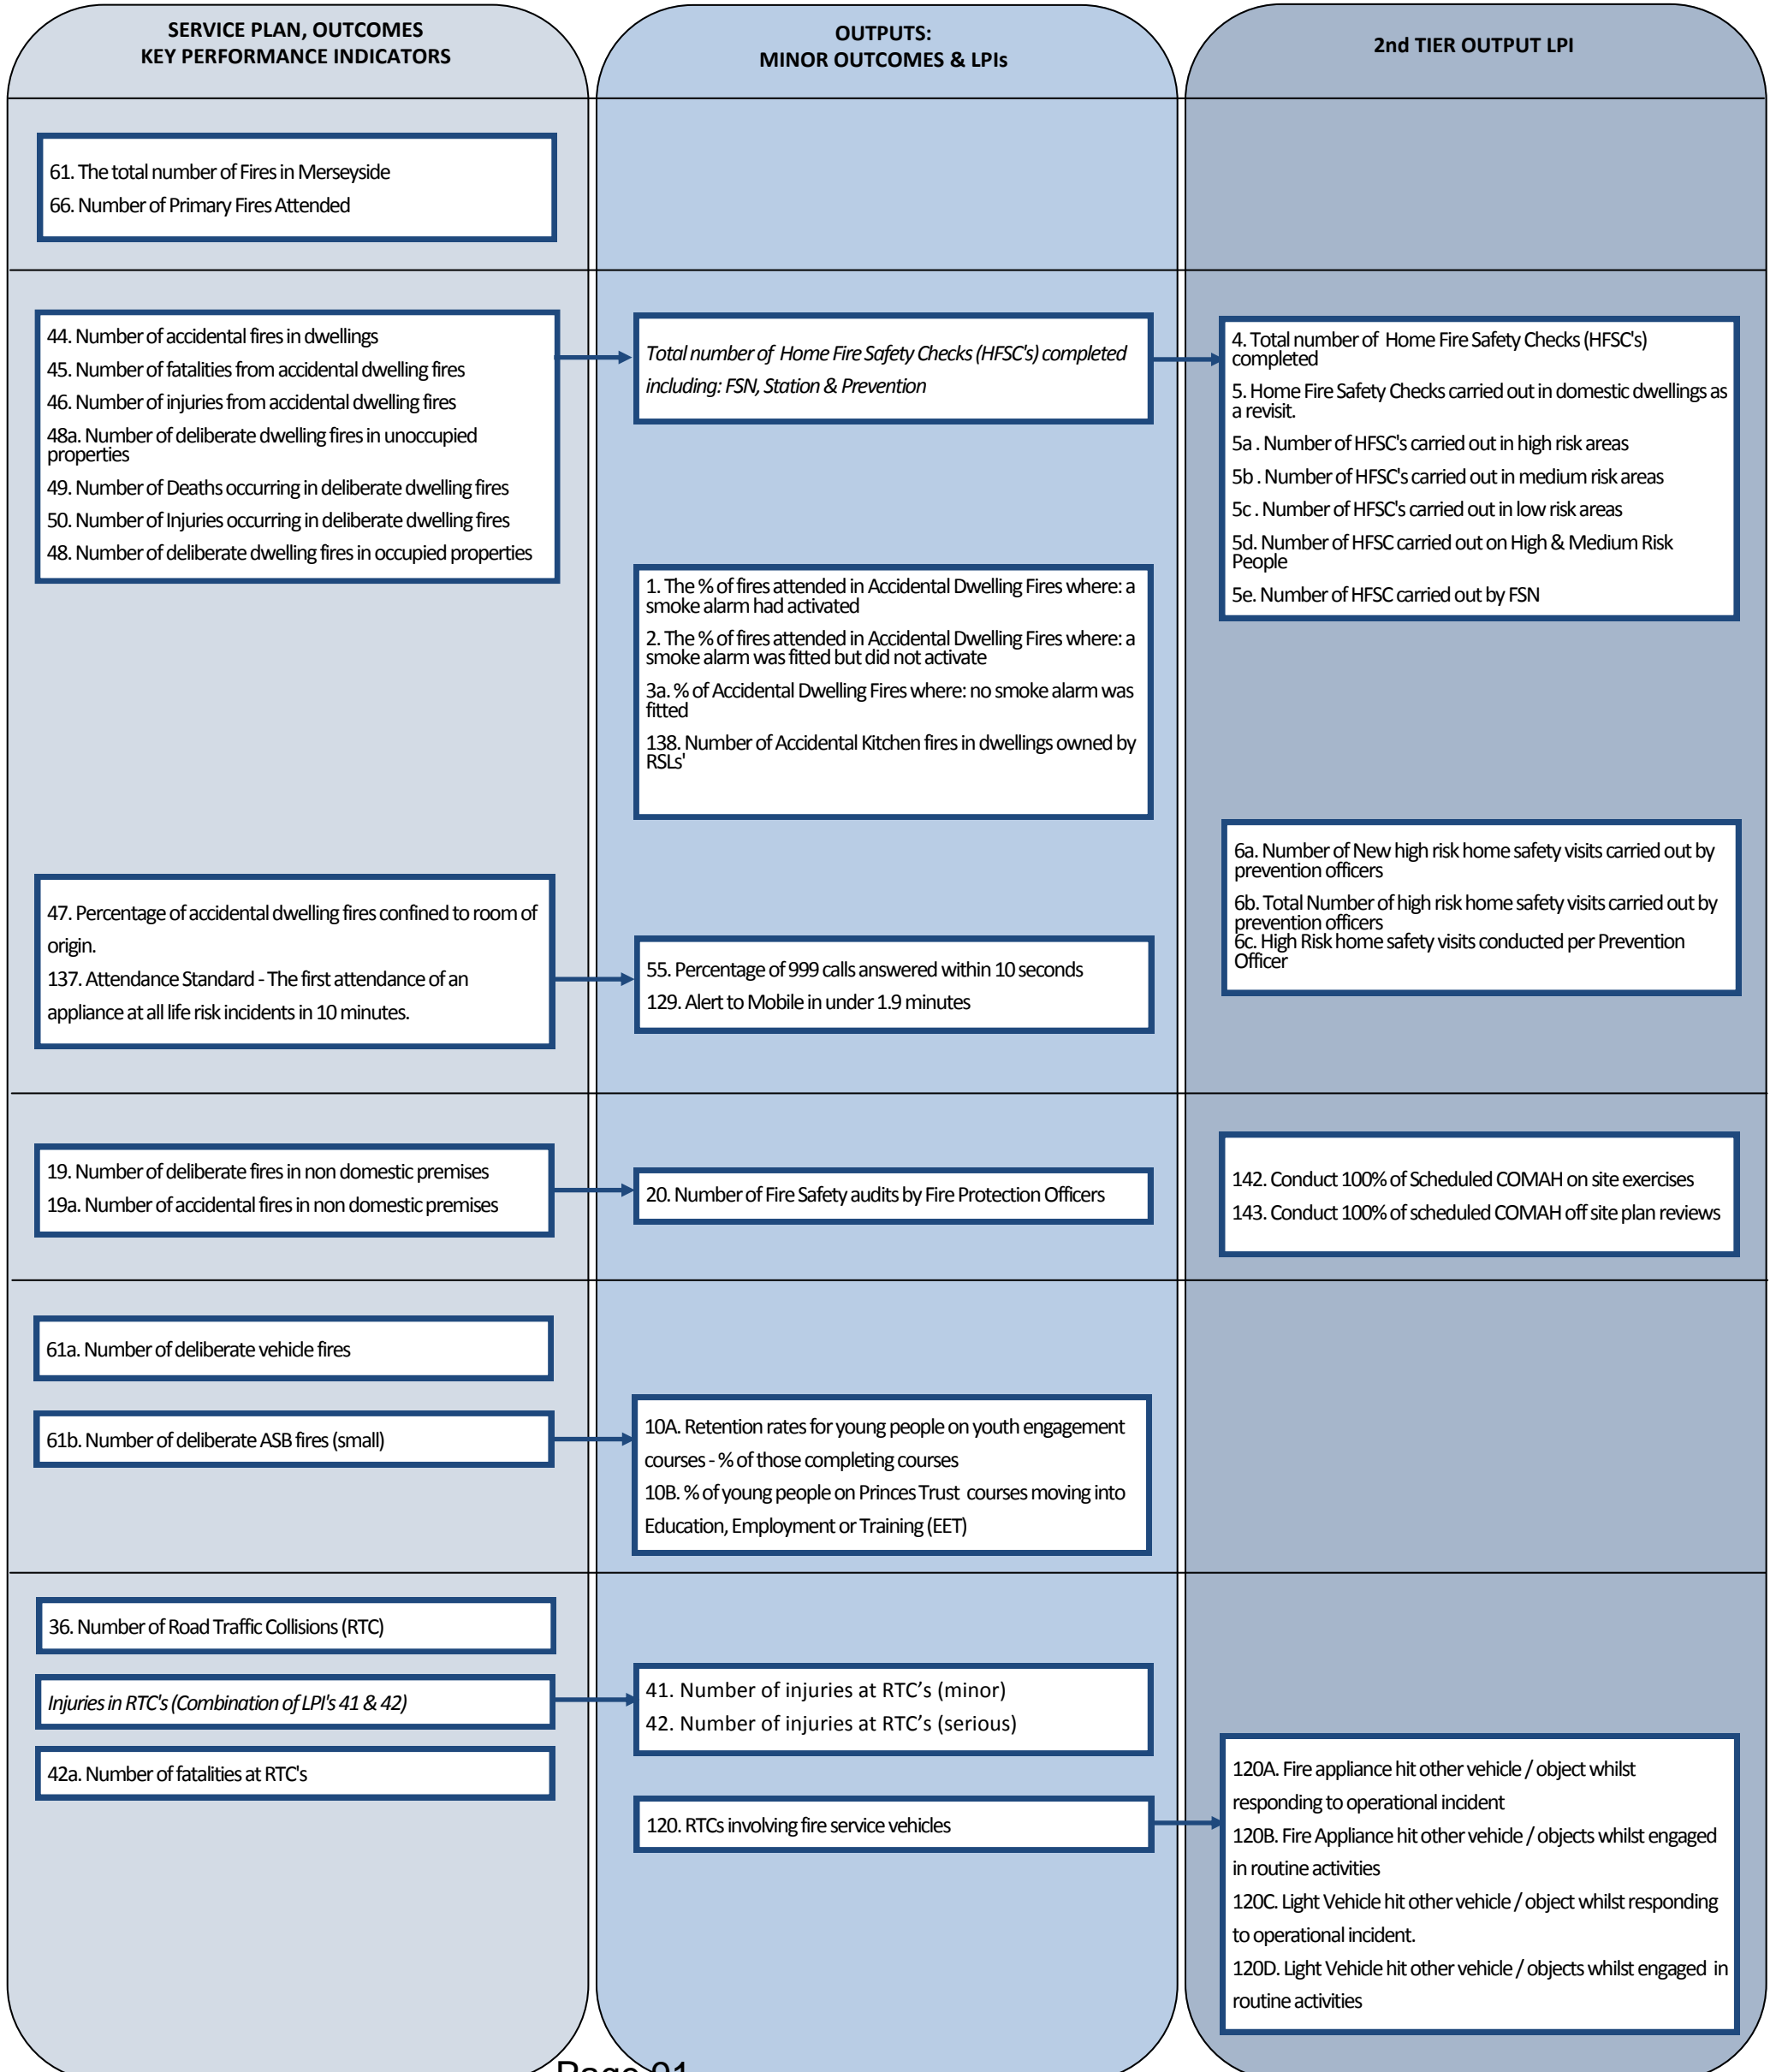 SERVICE PLAN, OUTCOMES
KEY PERFORMANCE INDICATORS
OUTPUTS:
MINOR OUTCOMES & LPIs
2nd TIER OUTPUT LPI
61. The total number of Fires in Merseyside
66. Number of Primary Fires Attended
44. Number of accidental fires in dwellings
45. Number of fatalities from accidental dwelling fires
46. Number of injuries from accidental dwelling fires
48a. Number of deliberate dwelling fires in unoccupied
properties
49. Number of Deaths occurring in deliberate dwelling fires
50. Number of Injuries occurring in deliberate dwelling fires
48. Number of deliberate dwelling fires in occupied properties
Total number of Home Fire Safety Checks (HFSC's) completed
including: FSN, Station & Prevention
4. Total number of Home Fire Safety Checks (HFSC's)
completed
5. Home Fire Safety Checks carried out in domestic dwellings as
a revisit.
5a . Number of HFSC's carried out in high risk areas
5b . Number of HFSC's carried out in medium risk areas
5c . Number of HFSC's carried out in low risk areas
5d. Number of HFSC carried out on High & Medium Risk
People
5e. Number of HFSC carried out by FSN
1. The % of fires attended in Accidental Dwelling Fires where: a
smoke alarm had activated
2. The % of fires attended in Accidental Dwelling Fires where: a
smoke alarm was fitted but did not activate
3a. % of Accidental Dwelling Fires where: no smoke alarm was
fitted
138. Number of Accidental Kitchen fires in dwellings owned by
RSLs'
6a. Number of New high risk home safety visits carried out by
prevention officers
6b. Total Number of high risk home safety visits carried out by
prevention officers
6c. High Risk home safety visits conducted per Prevention
Officer
47. Percentage of accidental dwelling fires confined to room of
origin.
137. Attendance Standard - The first attendance of an
appliance at all life risk incidents in 10 minutes.
55. Percentage of 999 calls answered within 10 seconds
129. Alert to Mobile in under 1.9 minutes
19. Number of deliberate fires in non domestic premises
19a. Number of accidental fires in non domestic premises
20. Number of Fire Safety audits by Fire Protection Officers
142. Conduct 100% of Scheduled COMAH on site exercises
143. Conduct 100% of scheduled COMAH off site plan reviews
61a. Number of deliberate vehicle fires
61b. Number of deliberate ASB fires (small)
10A. Retention rates for young people on youth engagement
courses - % of those completing courses
10B. % of young people on Princes Trust courses moving into
Education, Employment or Training (EET)
36. Number of Road Traffic Collisions (RTC)
Injuries in RTC's (Combination of LPI's 41 & 42)
42a. Number of fatalities at RTC's
41. Number of injuries at RTC’s (minor)
42. Number of injuries at RTC’s (serious)
120. RTCs involving fire service vehicles
120A. Fire appliance hit other vehicle / object whilst
responding to operational incident
120B. Fire Appliance hit other vehicle / objects whilst engaged
in routine activities
120C. Light Vehicle hit other vehicle / object whilst responding
to operational incident.
120D. Light Vehicle hit other vehicle / objects whilst engaged in
routine activities
Page 91